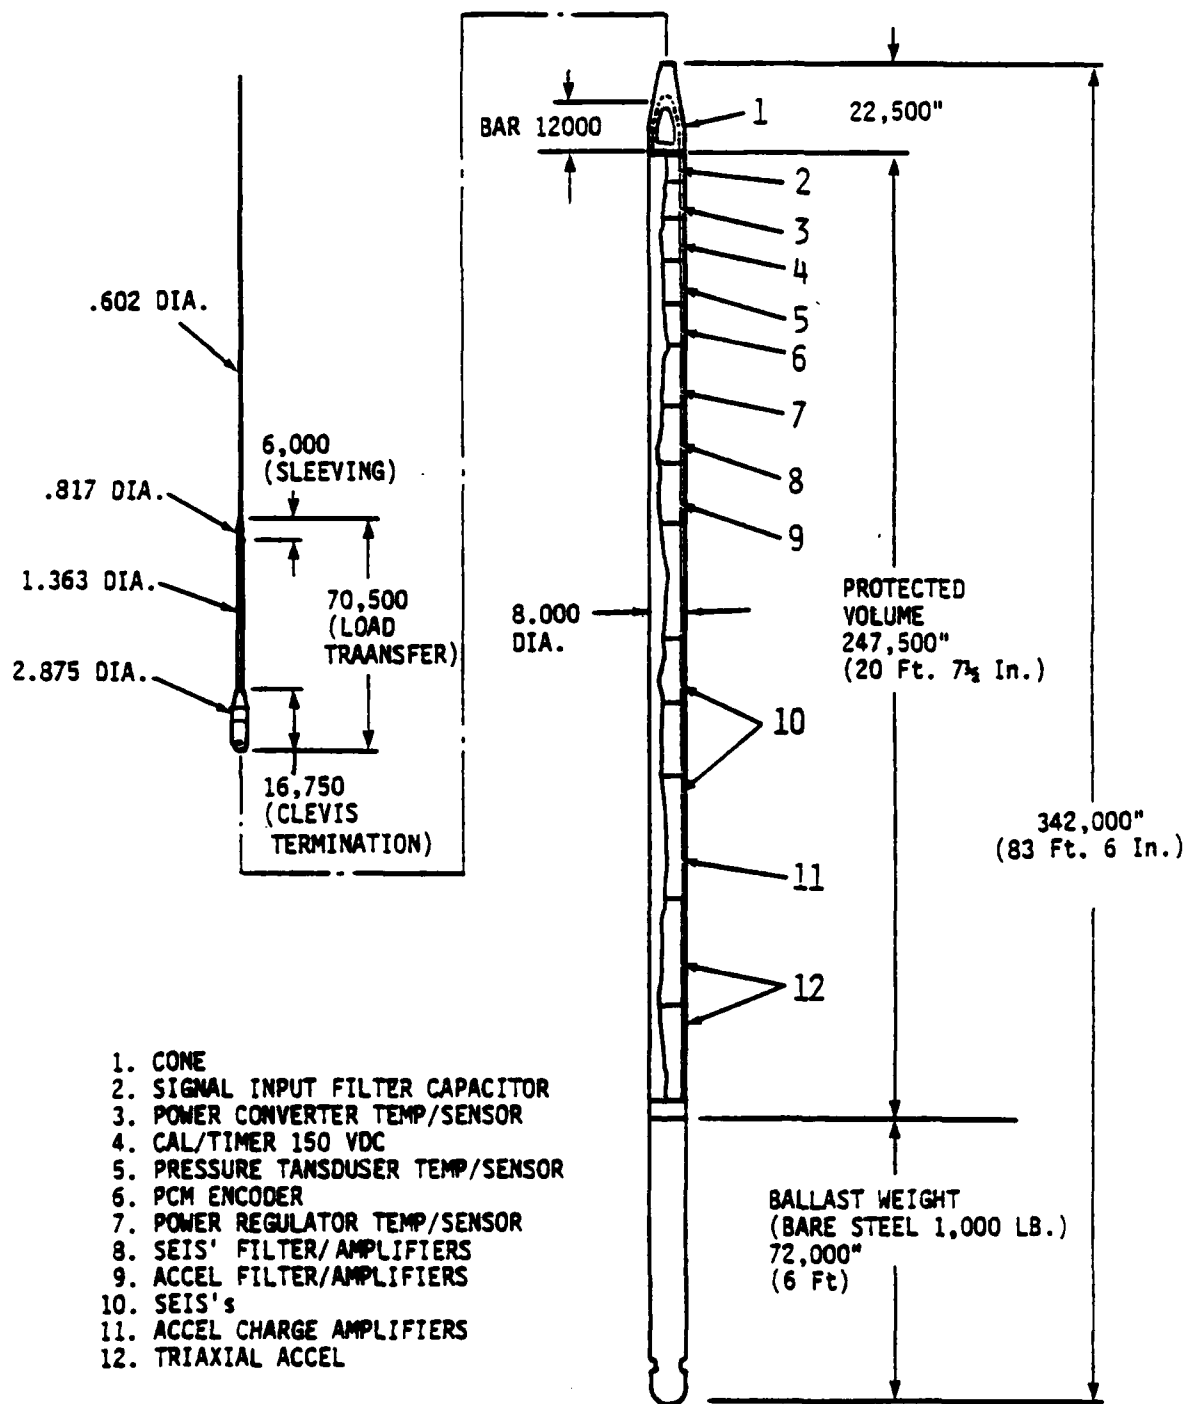 BAR 12000
1
22,500"
2
3
4
5
6
7
8
9
10
11
12
.602 DIA.
6,000
(SLEEVING)
.817 DIA.
1.363 DIA.
70,500
(LOAD
TRAANSFER)
2.875 DIA.
16,750
(CLEVIS
TERMINATION)
8.000
DIA.
PROTECTED
VOLUME
247,500"
(20 Ft. 7½ In.)
342,000"
(83 Ft. 6 In.)
BALLAST WEIGHT
(BARE STEEL 1,000 LB.)
72,000"
(6 Ft)
1. CONE
2. SIGNAL INPUT FILTER CAPACITOR
3. POWER CONVERTER TEMP/SENSOR
4. CAL/TIMER 150 VDC
5. PRESSURE TANSDUSER TEMP/SENSOR
6. PCM ENCODER
7. POWER REGULATOR TEMP/SENSOR
8. SEIS' FILTER/AMPLIFIERS
9. ACCEL FILTER/AMPLIFIERS
10. SEIS's
11. ACCEL CHARGE AMPLIFIERS
12. TRIAXIAL ACCEL